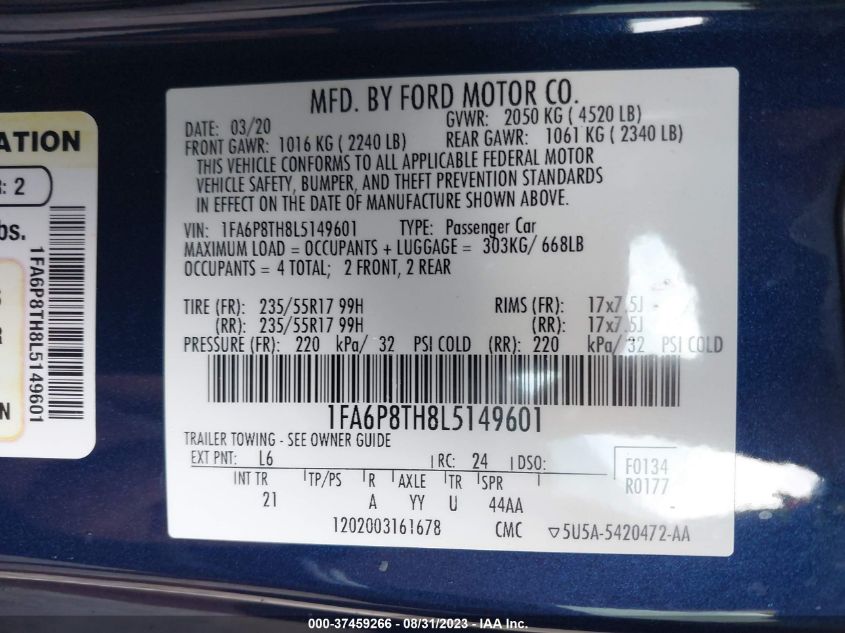 MFD. BY FORD MOTOR CO.
DATE: 03/20 GVWR: 2050 KG ( 4520 LB)
FRONT GAWR: 1016 KG ( 2240 LB) REAR GAWR: 1061 KG ( 2340 LB)
THIS VEHICLE CONFORMS TO ALL APPLICABLE FEDERAL MOTOR
VEHICLE SAFETY, BUMPER, AND THEFT PREVENTION STANDARDS
IN EFFECT ON THE DATE OF MANUFACTURE SHOWN ABOVE.
VIN: 1FA6P8TH8L5149601 TYPE: Passenger Car
MAXIMUM LOAD = OCCUPANTS + LUGGAGE = 303KG/ 668LB
OCCUPANTS = 4 TOTAL; 2 FRONT, 2 REAR
TIRE (FR): 235/55R17 99H RIMS (FR): 17x7.5J
(RR): 235/55R17 99H (RR): 17x7.5J
PRESSURE (FR): 220 kPa/ 32 PSI COLD (RR): 220 kPa/ 32 PSI COLD
1FA6P8TH8L5149601
TRAILER TOWING - SEE OWNER GUIDE
EXT PNT: L6 RC: 24 DSO: F0134
R0177
INT TR TP/PS R AXLE TR SPR
21 A YY U 44AA
1202003161678 CMC ▽5U5A-5420472-AA
ATION
: 2
bs.
1FA6P8TH8L5149601
R
N
000-37459266 - 08/31/2023 - IAA Inc.